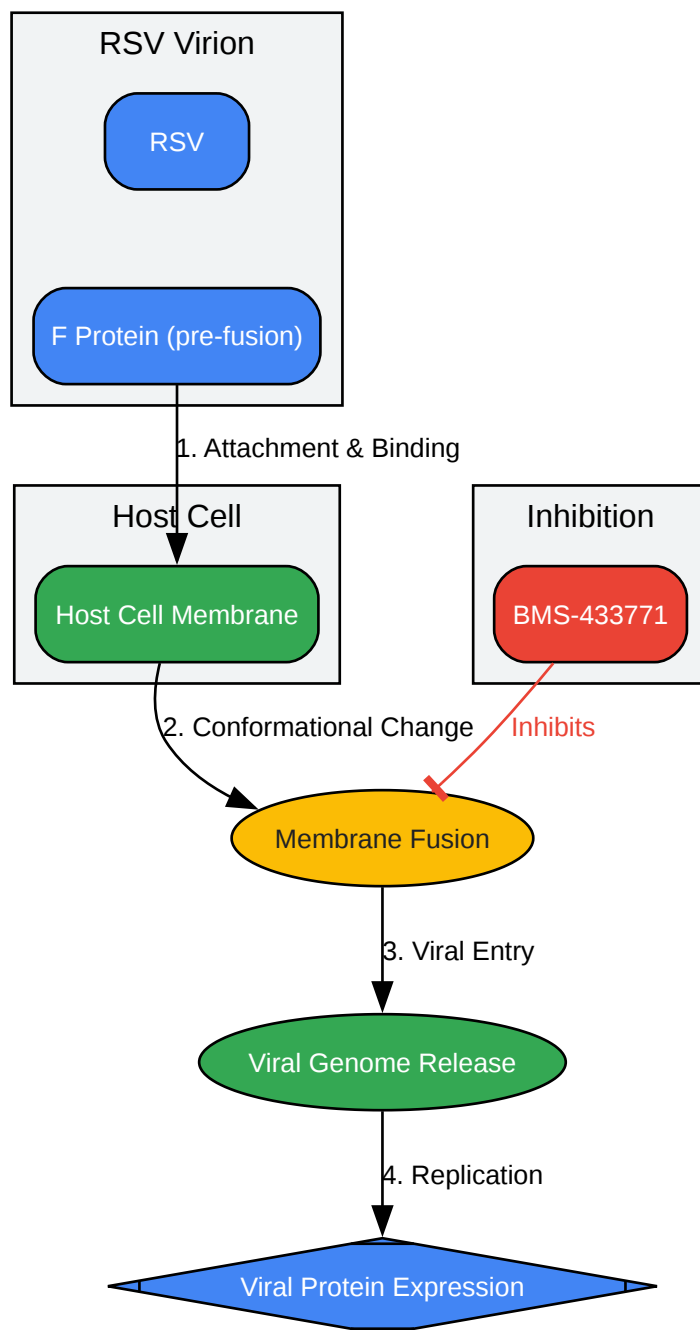 RSV Virion
RSV
F Protein (pre-fusion)
1. Attachment & Binding
Host Cell
Inhibition
Host Cell Membrane
BMS-433771
2. Conformational Change
Inhibits
Membrane Fusion
3. Viral Entry
Viral Genome Release
4. Replication
Viral Protein Expression